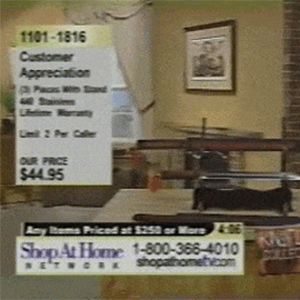 1101-1816
Customer
Appreciation
(3) Pieces With Stand
440 Stainless
Lifetime Warranty
Limit 2 Per Caller
OUR PRICE
$44.95
Any Items Priced at $250 or More
4:06
Shop At Home
NETWORK
1-800-366-4010
shopathometv.com